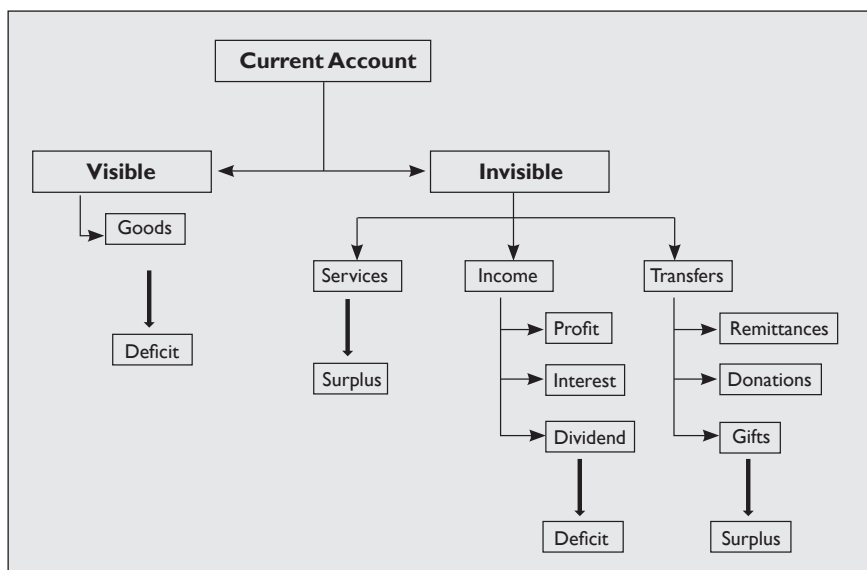 Current Account
Visible
Invisible
Goods
Services
Income
Transfers
Deficit
Surplus
Profit
Interest
Dividend
Deficit
Remittances
Donations
Gifts
Surplus